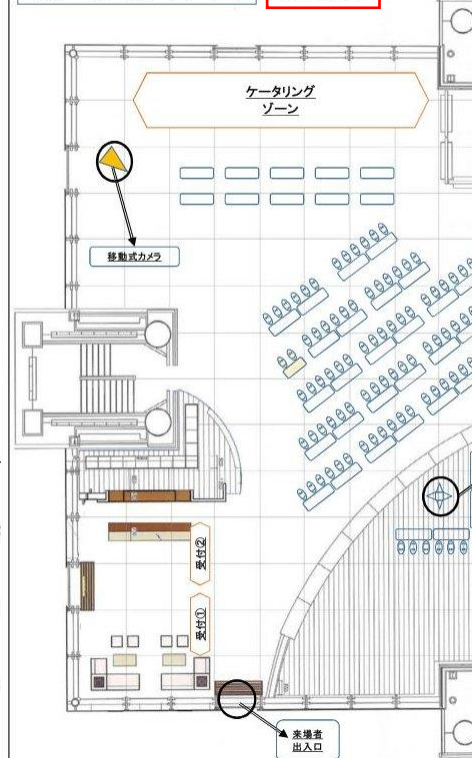 ケータリング
ゾーン
移動式カメラ
受付②
受付①
来場者
出入口